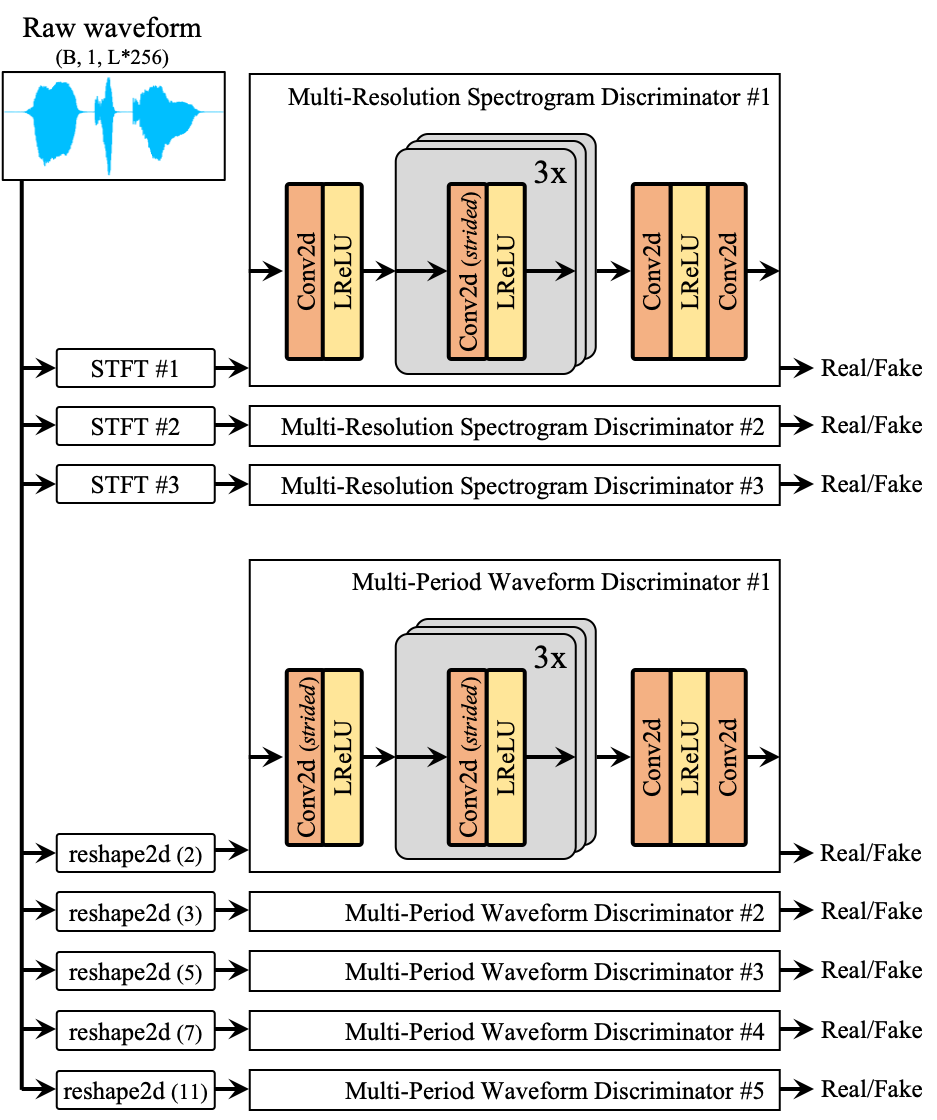 Raw waveform
(B, 1, L*256)
Multi-Resolution Spectrogram Discriminator #1
3x
Conv2d
LReLU
Conv2d (strided)
LReLU
Conv2d
LReLU
Conv2d
STFT #1
Real/Fake
STFT #2
Multi-Resolution Spectrogram Discriminator #2
Real/Fake
STFT #3
Multi-Resolution Spectrogram Discriminator #3
Real/Fake
Multi-Period Waveform Discriminator #1
3x
Conv2d (strided)
LReLU
Conv2d (strided)
LReLU
Conv2d
LReLU
Conv2d
reshape2d (2)
Real/Fake
reshape2d (3)
Multi-Period Waveform Discriminator #2
Real/Fake
reshape2d (5)
Multi-Period Waveform Discriminator #3
Real/Fake
reshape2d (7)
Multi-Period Waveform Discriminator #4
Real/Fake
reshape2d (11)
Multi-Period Waveform Discriminator #5
Real/Fake